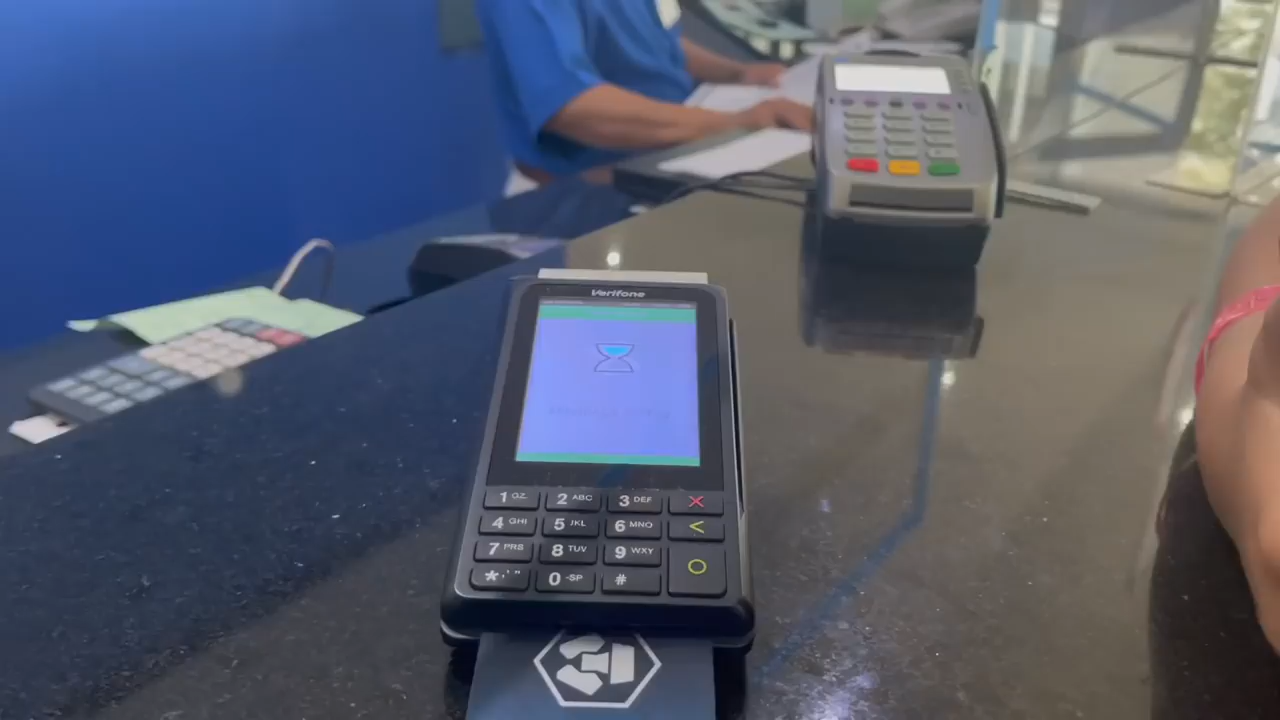 Verifone
1 QZ. 2 ABC 3 DEF
4 GHI 5 JKL 6 MNO <
7 PRS 8 TUV 9 WXY
*,'" 0 -SP #